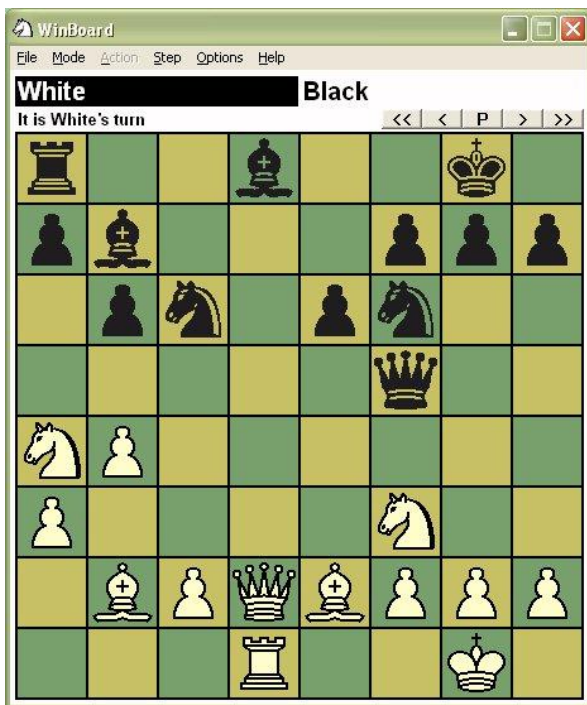 WinBoard
File Mode Action Step Options Help
White Black
It is White's turn << < P > >>